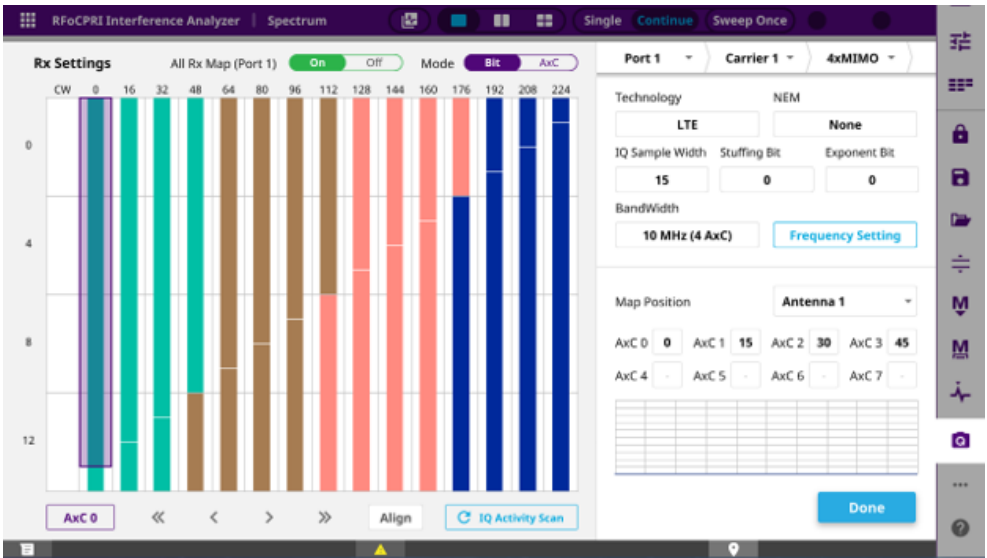 RFoCPRI Interference Analyzer | Spectrum Single Continue Sweep Once
Rx Settings All Rx Map (Port 1) On Off Mode Bit AxC
Port 1 Carrier 1 4xMIMO
CW 0 16 32 48 64 80 96 112 128 144 160 176 192 208 224
0
4
8
12
Technology NEM
LTE None
IQ Sample Width Stuffing Bit Exponent Bit
15 0 0
BandWidth
10 MHz (4 AxC) Frequency Setting
Map Position Antenna 1
AxC 0 0 AxC 1 15 AxC 2 30 AxC 3 45
AxC 4 - AxC 5 - AxC 6 - AxC 7 -
AxC 0 Align IQ Activity Scan
Done
M
M